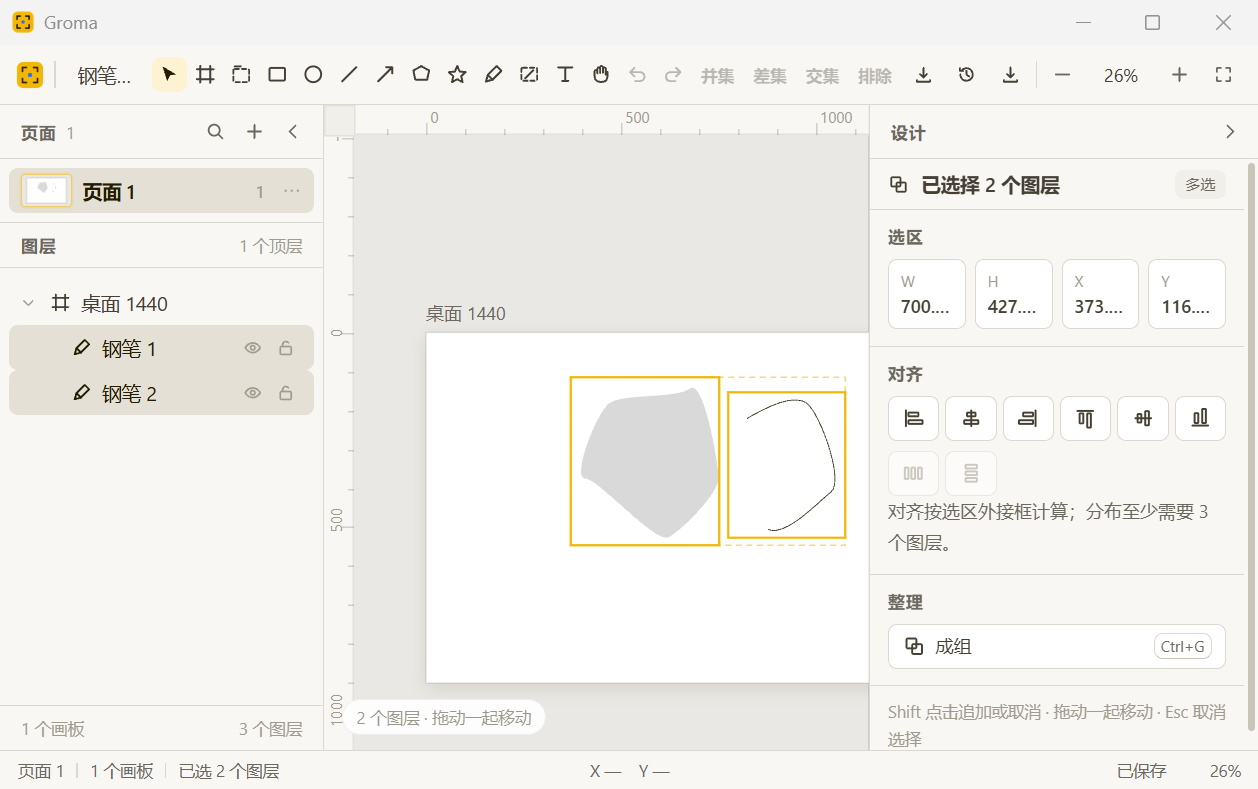 Groma
钢笔...
并集 差集 交集 排除
26%
页面 1
页面 1
1
图层
1 个顶层
桌面 1440
钢笔 1
钢笔 2
1 个画板
3 个图层
0
500
1000
0
500
1000
桌面 1440
2 个图层 · 拖动一起移动
设计
已选择 2 个图层
多选
选区
W
700....
H
427....
X
373....
Y
116....
对齐
对齐按选区外接框计算；分布至少需要 3
个图层。
整理
成组
Ctrl+G
Shift 点击追加或取消 · 拖动一起移动 · Esc 取消
选择
页面 1
1 个画板
已选 2 个图层
X —
Y —
已保存
26%